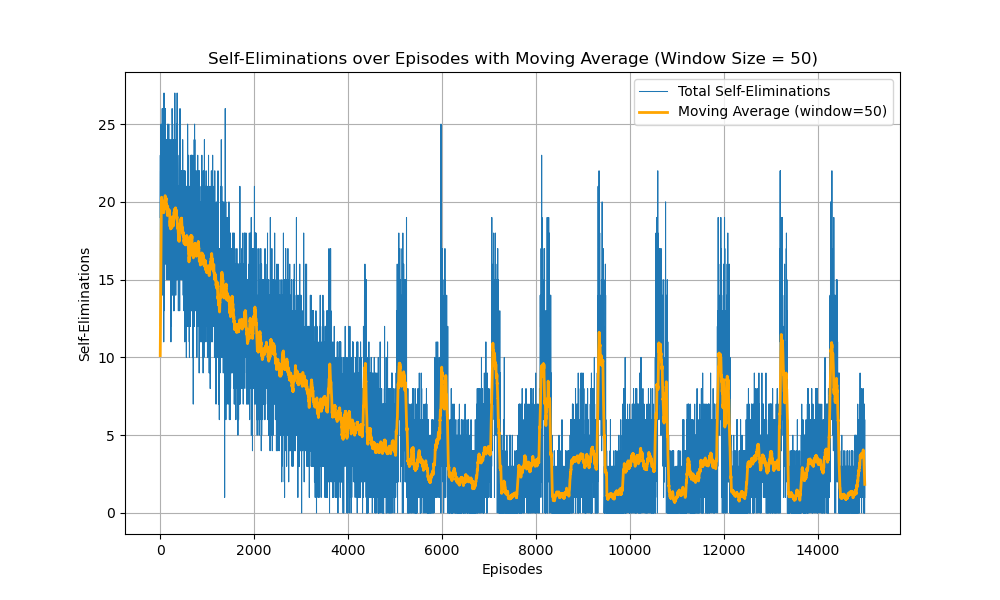 Self-Eliminations over Episodes with Moving Average (Window Size = 50)
Total Self-Eliminations
Moving Average (window=50)
Self-Eliminations
25
20
15
10
5
0
0 2000 4000 6000 8000 10000 12000 14000
Episodes